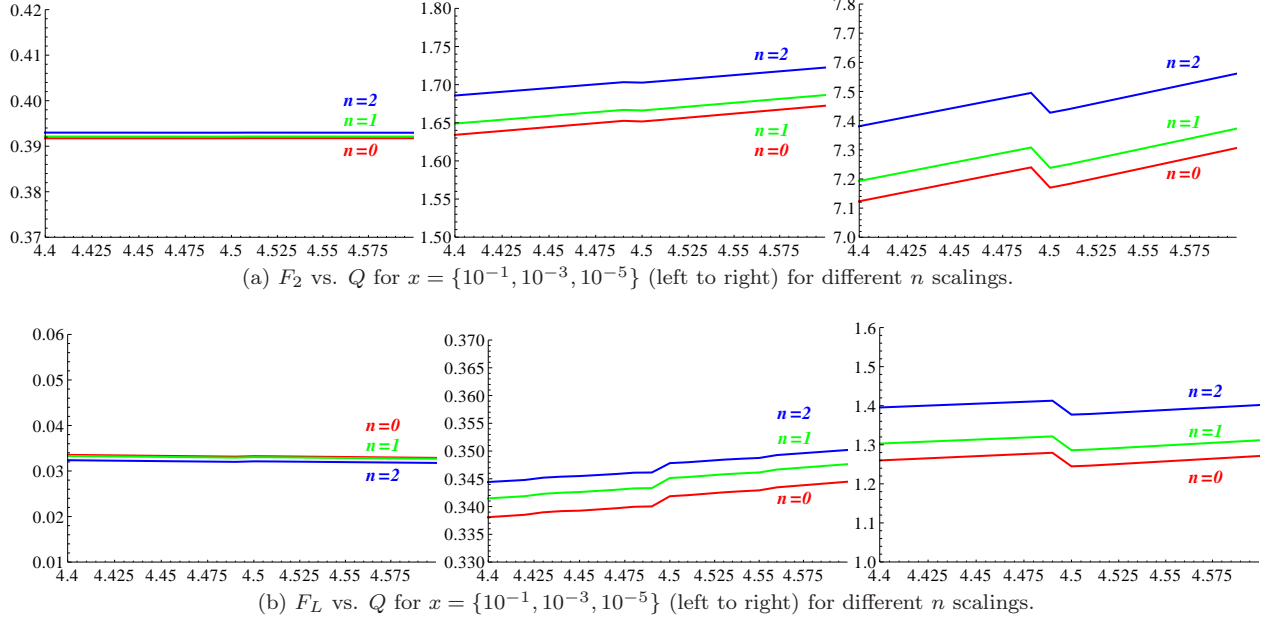 0.42
0.41
0.40
0.39
0.38
0.37
n=2
n=1
n=0
4.4 4.425 4.45 4.475 4.5 4.525 4.55 4.575
1.80
1.75
1.70
1.65
1.60
1.55
1.50
n=2
n=1
n=0
4.4 4.425 4.45 4.475 4.5 4.525 4.55 4.575
7.8
7.7
7.6
7.5
7.4
7.3
7.2
7.1
7.0
n=2
n=1
n=0
4.4 4.425 4.45 4.475 4.5 4.525 4.55 4.575
(a) F₂ vs. Q for x = {10⁻¹, 10⁻³, 10⁻⁵} (left to right) for different n scalings.
0.06
0.05
0.04
0.03
0.02
0.01
n=0
n=1
n=2
4.4 4.425 4.45 4.475 4.5 4.525 4.55 4.575
0.370
0.365
0.360
0.355
0.350
0.345
0.340
0.335
0.330
n=2
n=1
n=0
4.4 4.425 4.45 4.475 4.5 4.525 4.55 4.575
1.6
1.5
1.4
1.3
1.2
1.1
1.0
n=2
n=1
n=0
4.4 4.425 4.45 4.475 4.5 4.525 4.55 4.575
(b) F_L vs. Q for x = {10⁻¹, 10⁻³, 10⁻⁵} (left to right) for different n scalings.